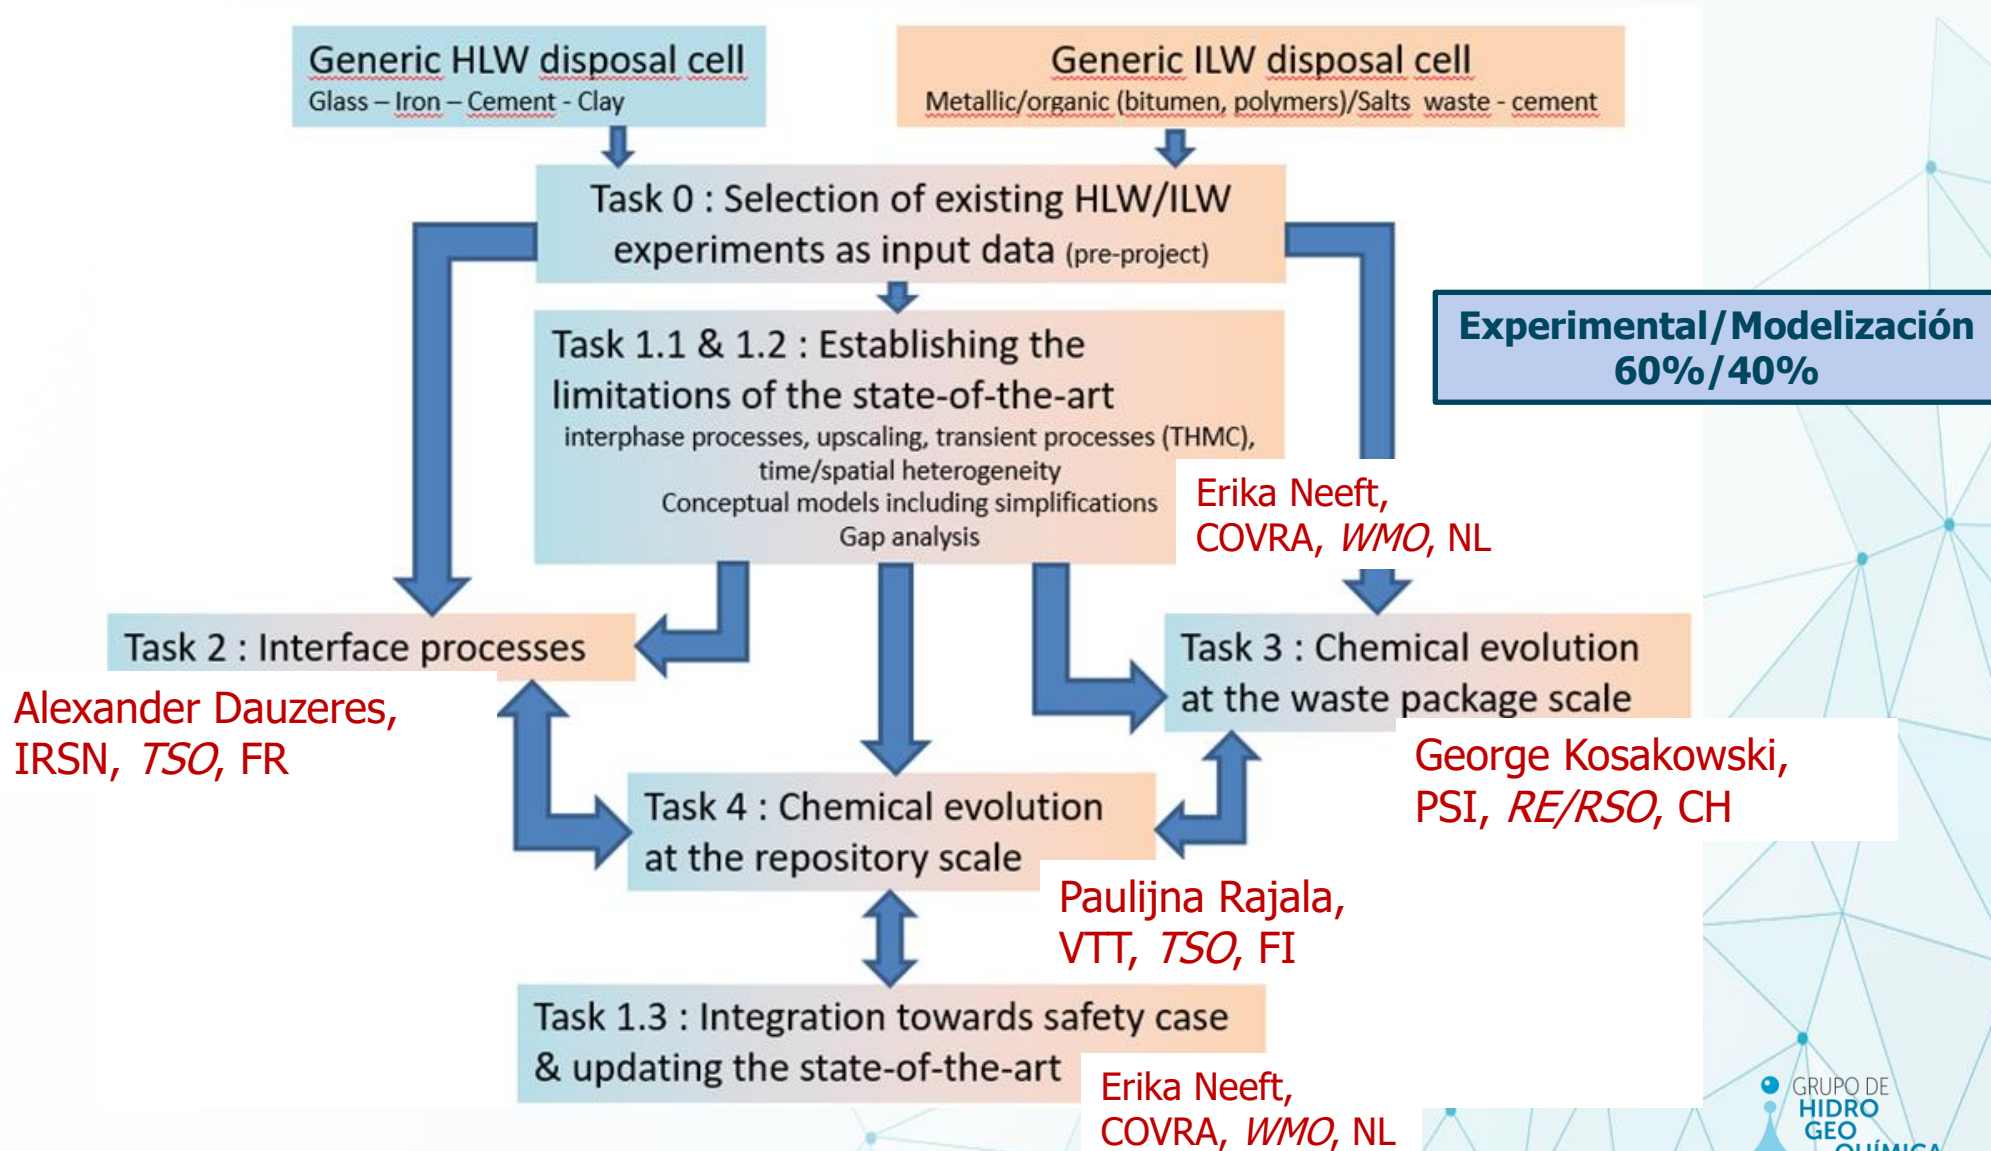 Generic HLW disposal cell
Glass – Iron – Cement - Clay
Generic ILW disposal cell
Metallic/organic (bitumen, polymers)/Salts waste - cement
Task 0 : Selection of existing HLW/ILW
experiments as input data (pre-project)
Experimental/Modelización
60%/40%
Task 1.1 & 1.2 : Establishing the
limitations of the state-of-the-art
interphase processes, upscaling, transient processes (THMC),
time/spatial heterogeneity
Conceptual models including simplifications
Gap analysis
Erika Neeft,
COVRA, WMO, NL
Task 2 : Interface processes
Alexander Dauzeres,
IRSN, TSO, FR
Task 3 : Chemical evolution
at the waste package scale
George Kosakowski,
PSI, RE/RSO, CH
Task 4 : Chemical evolution
at the repository scale
Paulijna Rajala,
VTT, TSO, FI
Task 1.3 : Integration towards safety case
& updating the state-of-the-art
Erika Neeft,
COVRA, WMO, NL
GRUPO DE
HIDRO
GEO
QUÍMICA